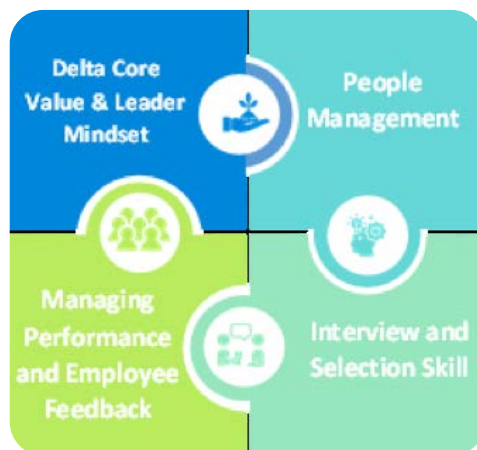 Delta Core
Value & Leader
Mindset
People
Management
Managing
Performance
and Employee
Feedback
Interview and
Selection Skill